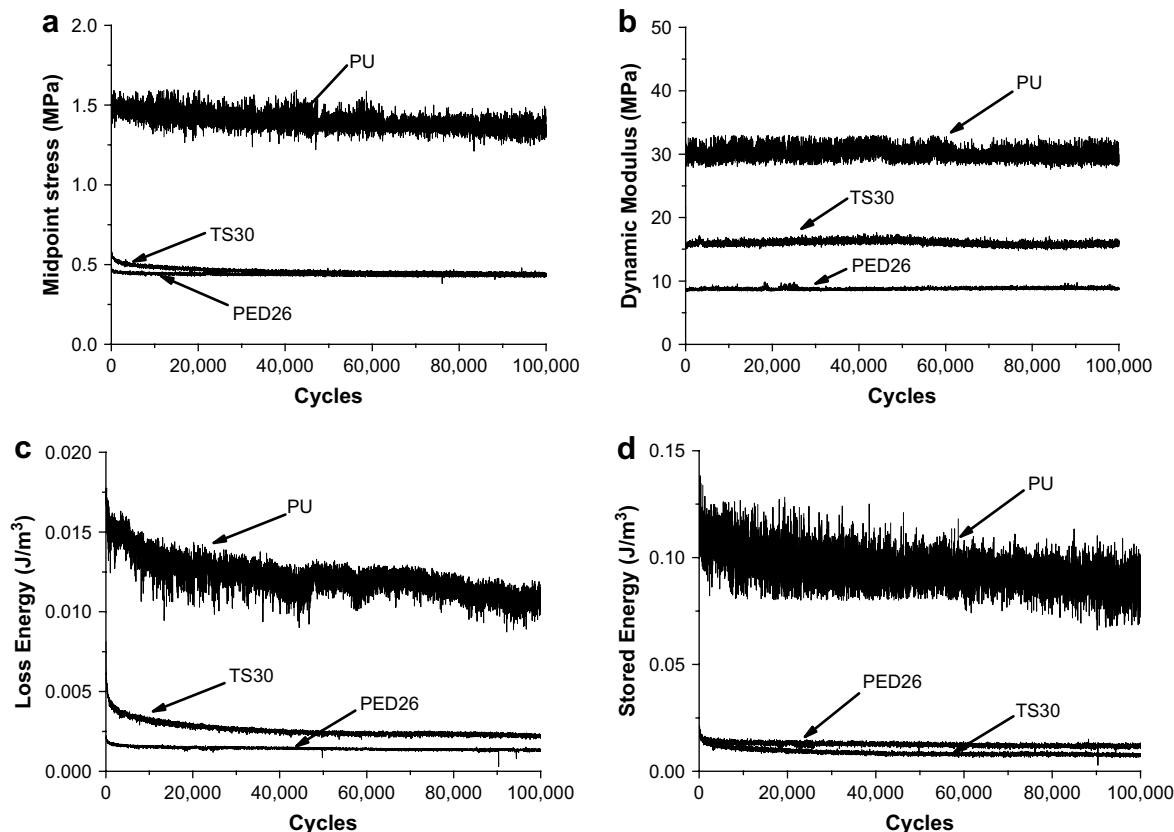 a
2.0
1.5
1.0
0.5
0.0
Midpoint stress (MPa)
PU
TS30
PED26
0
20,000
40,000
60,000
80,000
100,000
Cycles
b
50
40
30
20
10
0
Dynamic Modulus (MPa)
PU
TS30
PED26
0
20,000
40,000
60,000
80,000
100,000
Cycles
c
0.020
0.015
0.010
0.005
0.000
Loss Energy (J/m³)
PU
TS30
PED26
0
20,000
40,000
60,000
80,000
100,000
Cycles
d
0.15
0.10
0.05
0.00
Stored Energy (J/m³)
PU
PED26
TS30
0
20,000
40,000
60,000
80,000
100,000
Cycles